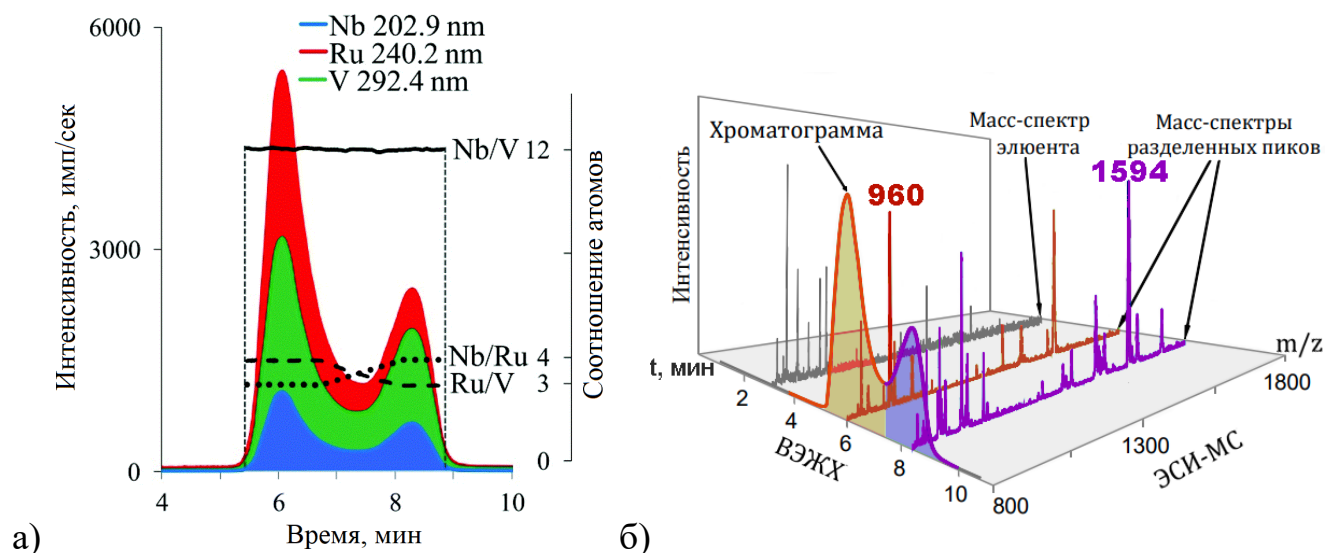 6000
3000
0
Интенсивность, имп/сек
Nb 202.9 nm
Ru 240.2 nm
V 292.4 nm
Nb/V 12
Nb/Ru 4
Ru/V 3
0
Соотношение атомов
4 6 8 10
Время, мин
а)
Интенсивность
Хроматограмма
Масс-спектр
элюента
Масс-спектры
разделенных пиков
960
1594
t, мин
2
4
6
8
10
ВЭЖХ
m/z
1800
1300
800
ЭСИ-МС
б)